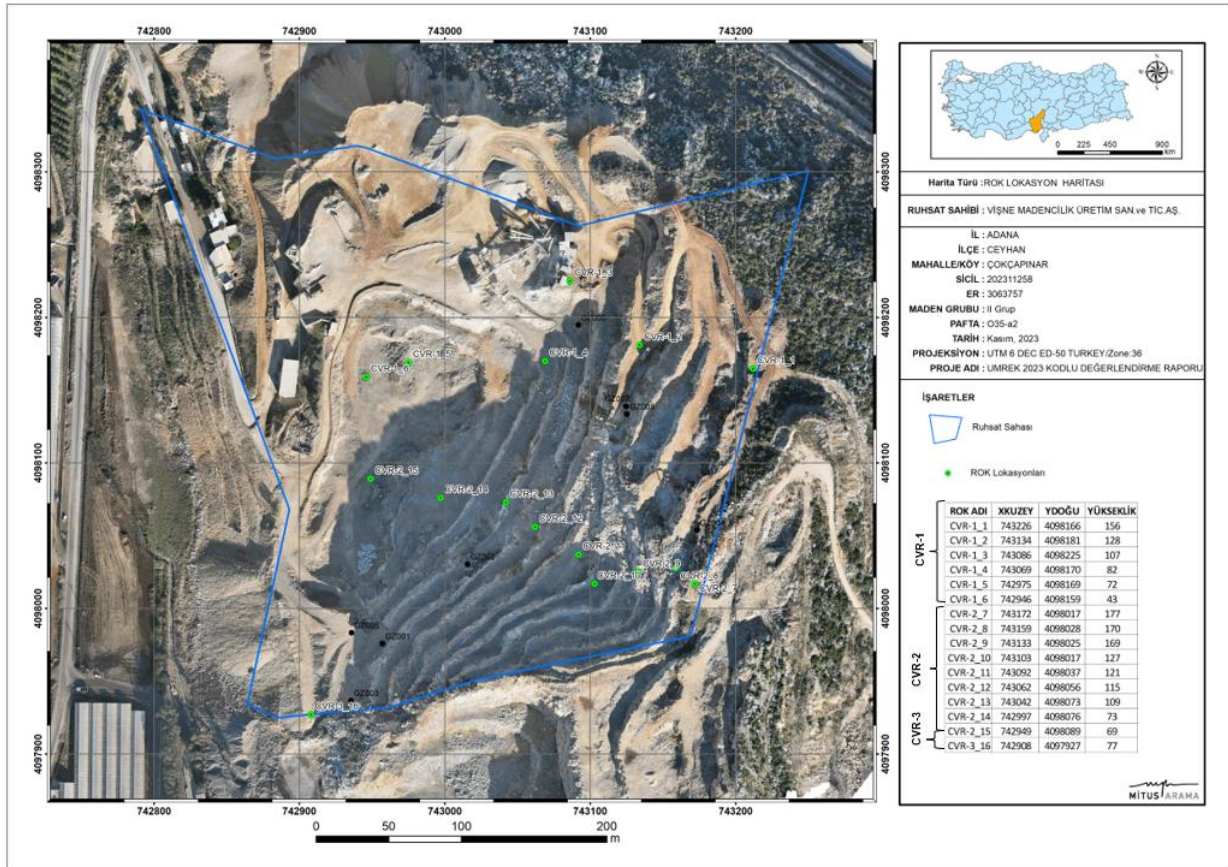 742800 742900 743000 743100 743200
4098300
4098200
4098100
4098000
4097900
4098300
4098200
4098100
4098000
4097900
CVR-1_3
CVR-1_2
CVR-1_1
CVR-1_4
CVR-1_5
CVR-1_6
CVR-2_15
CVR-2_14
CVR-2_13
CVR-2_12
CVR-2_9
CVR-2_10
CVR-2_8
GZ005
GZ001
GZ003
CVR-3_16
742800 742900 743000 743100 743200
0 50 100 200
m
N
W E
S
0 225 450 900
km
Harita Türü :ROK LOKASYON HARİTASI
RUHSAT SAHİBİ : VİŞNE MADENCİLİK ÜRETİM SAN.ve TİC.AŞ.
İL : ADANA
İLÇE : CEYHAN
MAHALLE/KÖY : ÇOKÇAPINAR
SİCİL : 202311258
ER : 3063757
MADEN GRUBU : II Grup
PAFTA : O35-a2
TARİH : Kasım, 2023
PROJEKSİYON : UTM 6 DEC ED-50 TURKEY/Zone:36
PROJE ADI : UMREK 2023 KODLU DEĞERLENDİRME RAPORU
İŞARETLER
Ruhsat Sahası
ROK Lokasyonları
ROK ADI XKUZEY YDOĞU YÜKSEKLİK
CVR-1_1 743226 4098166 156
CVR-1_2 743134 4098181 128
CVR-1_3 743086 4098225 107
CVR-1_4 743069 4098170 82
CVR-1_5 742975 4098169 72
CVR-1_6 742946 4098159 43
CVR-2_7 743172 4098017 177
CVR-2_8 743159 4098028 170
CVR-2_9 743133 4098025 169
CVR-2_10 743103 4098017 127
CVR-2_11 743092 4098037 121
CVR-2_12 743062 4098056 115
CVR-2_13 743042 4098073 109
CVR-2_14 742997 4098076 73
CVR-2_15 742949 4098089 69
CVR-3_16 742908 4097927 77
CVR-1
CVR-2
CVR-3
MİTUS ARAMA